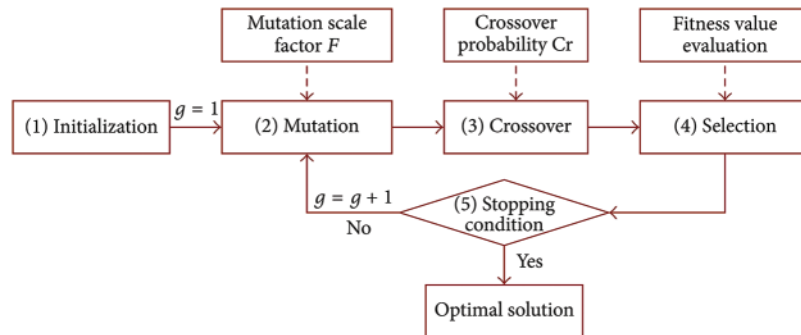 Mutation scale
factor F
Crossover
probability Cr
Fitness value
evaluation
(1) Initialization
g = 1
(2) Mutation
(3) Crossover
(4) Selection
g = g + 1
No
(5) Stopping
condition
Yes
Optimal solution